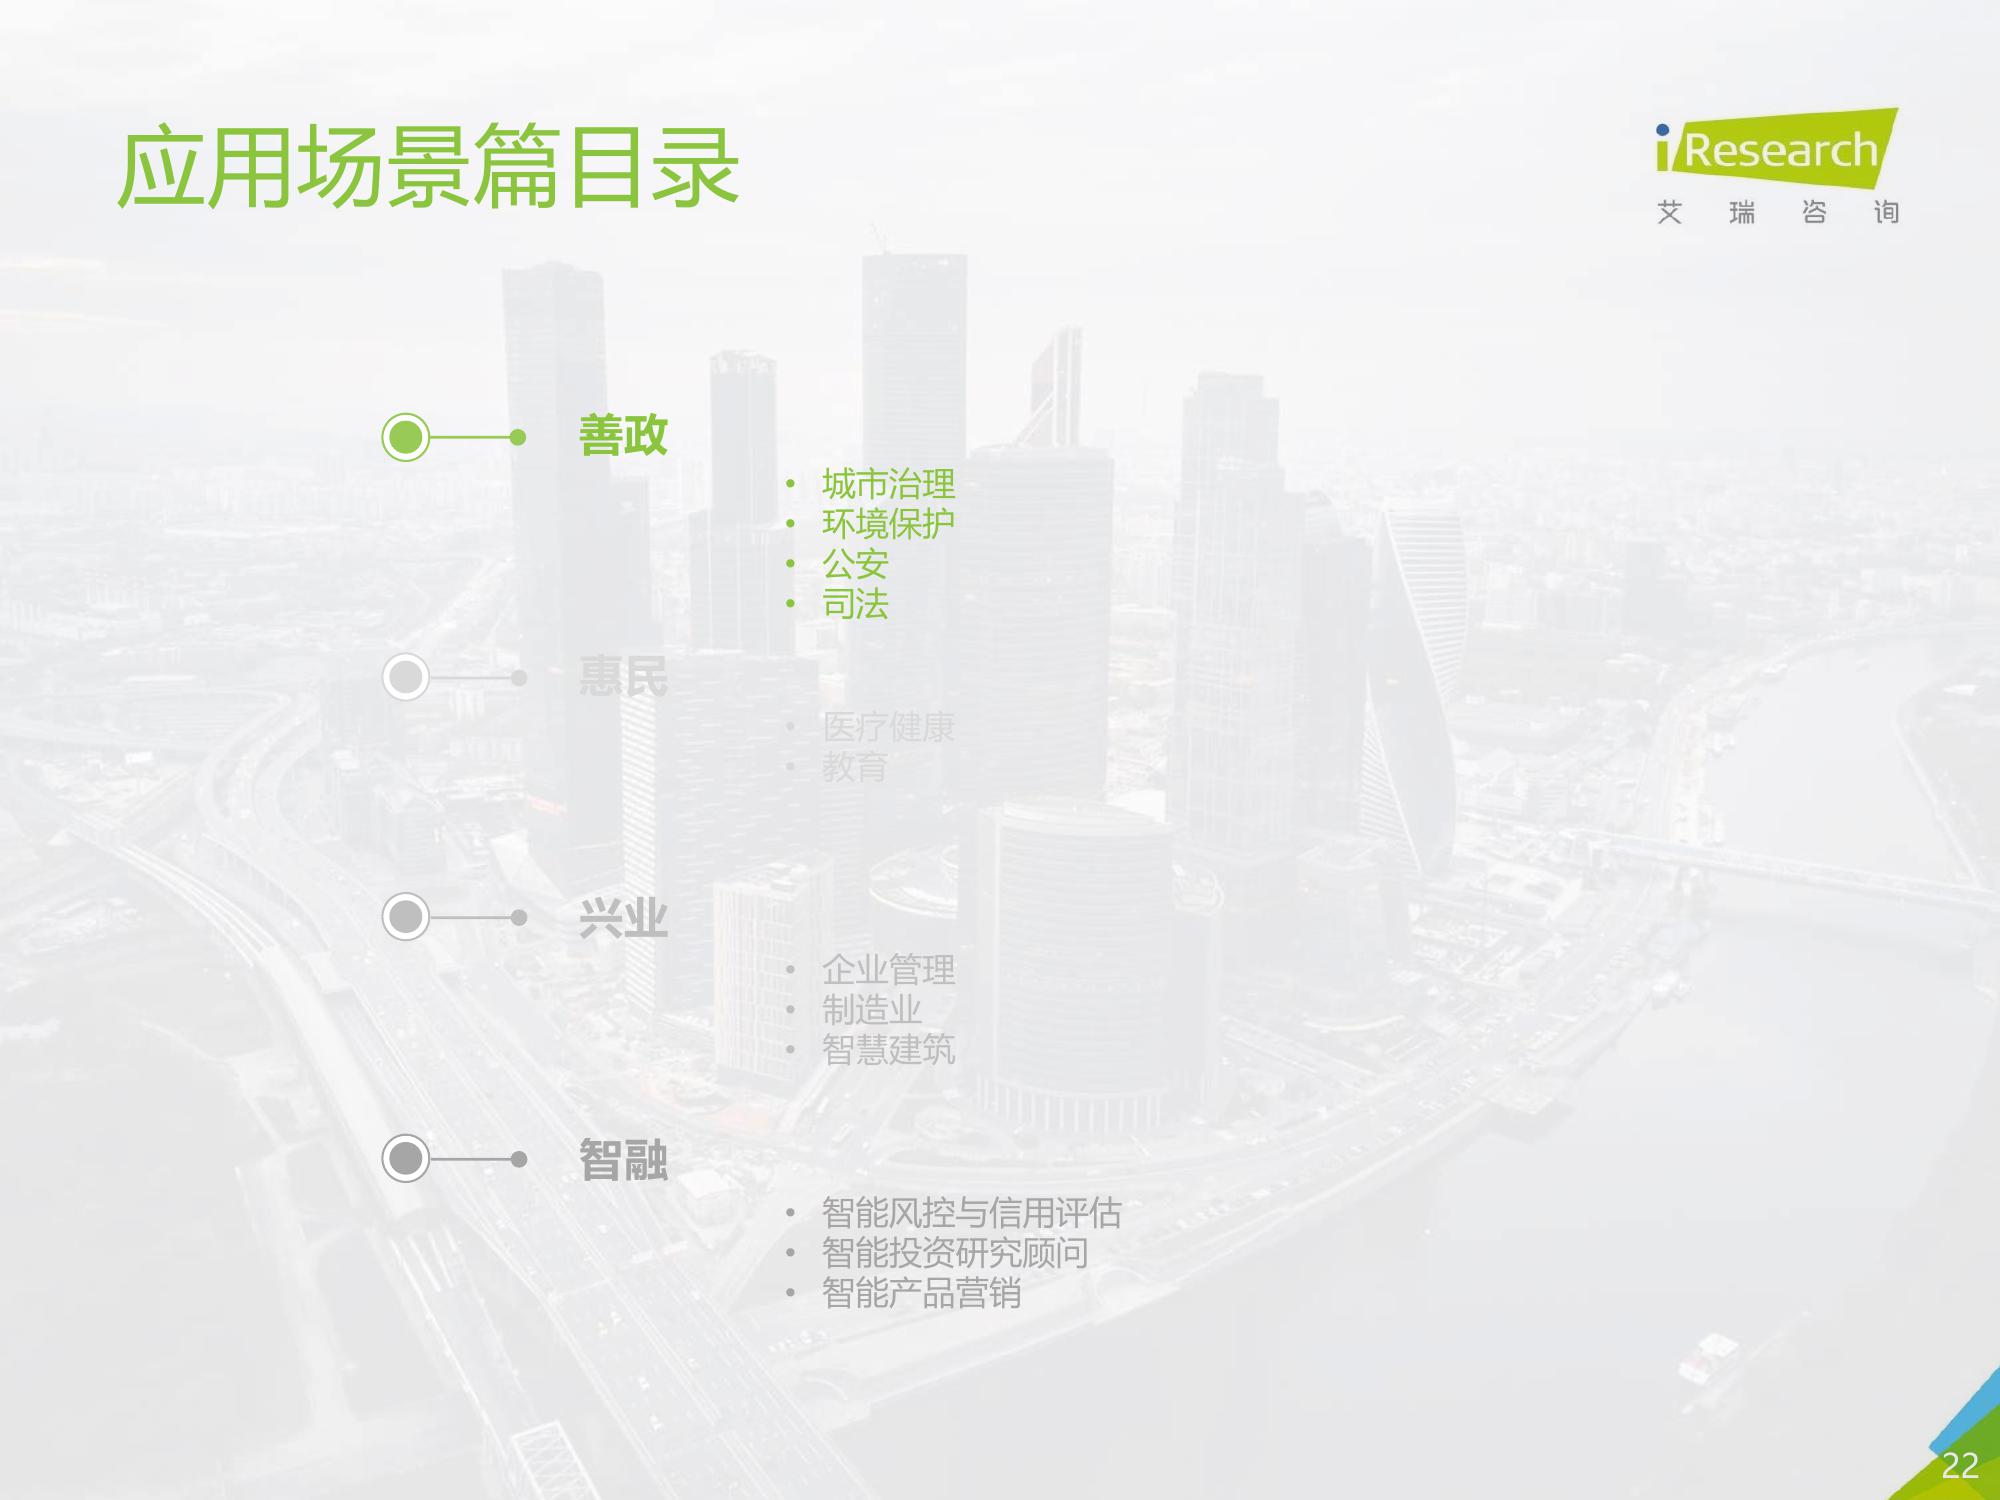 应用场景篇目录
iResearch
艾瑞咨询
善政
• 城市治理
• 环境保护
• 公安
• 司法
惠民
• 医疗健康
• 教育
兴业
• 企业管理
• 制造业
• 智慧建筑
智融
• 智能风控与信用评估
• 智能投资研究顾问
• 智能产品营销
22